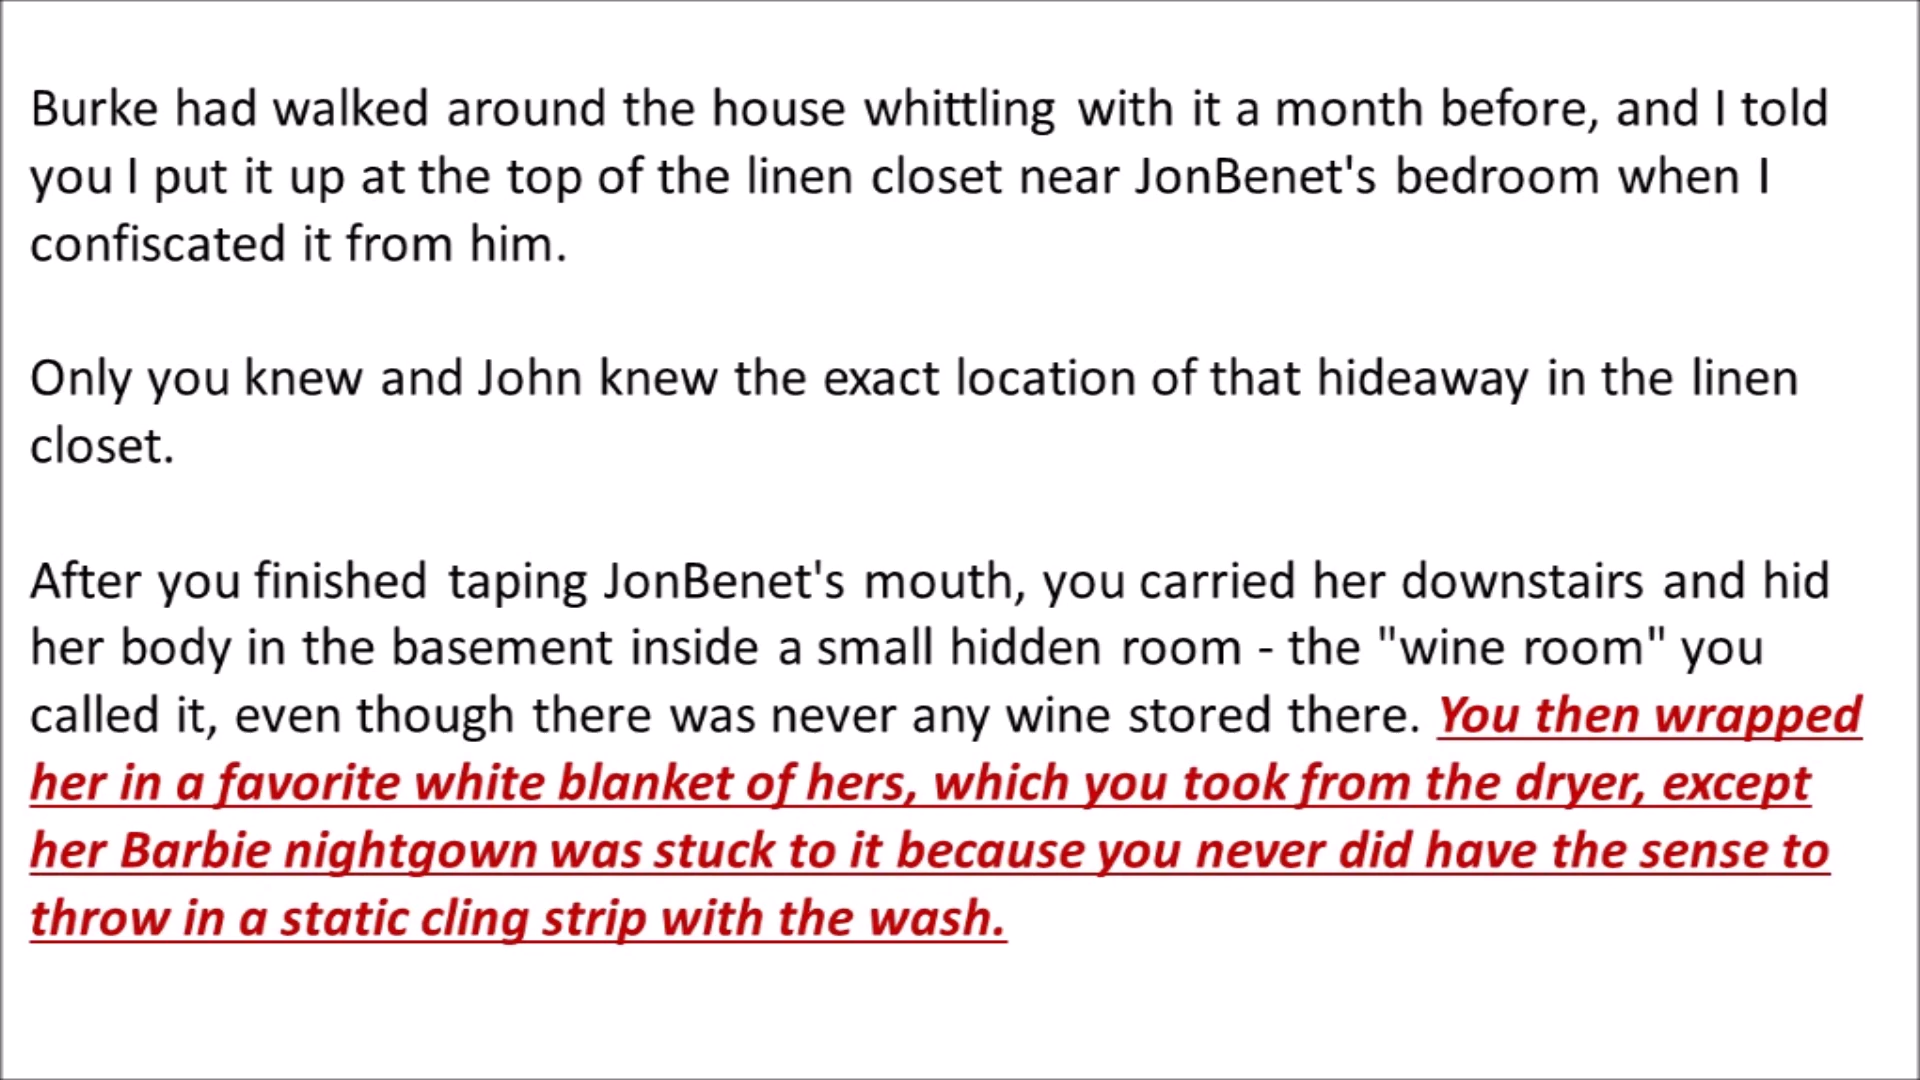 Burke had walked around the house whittling with it a month before, and I told
you I put it up at the top of the linen closet near JonBenet's bedroom when I
confiscated it from him.
Only you knew and John knew the exact location of that hideaway in the linen
closet.
After you finished taping JonBenet's mouth, you carried her downstairs and hid
her body in the basement inside a small hidden room - the "wine room" you
called it, even though there was never any wine stored there. You then wrapped
her in a favorite white blanket of hers, which you took from the dryer, except
her Barbie nightgown was stuck to it because you never did have the sense to
throw in a static cling strip with the wash.